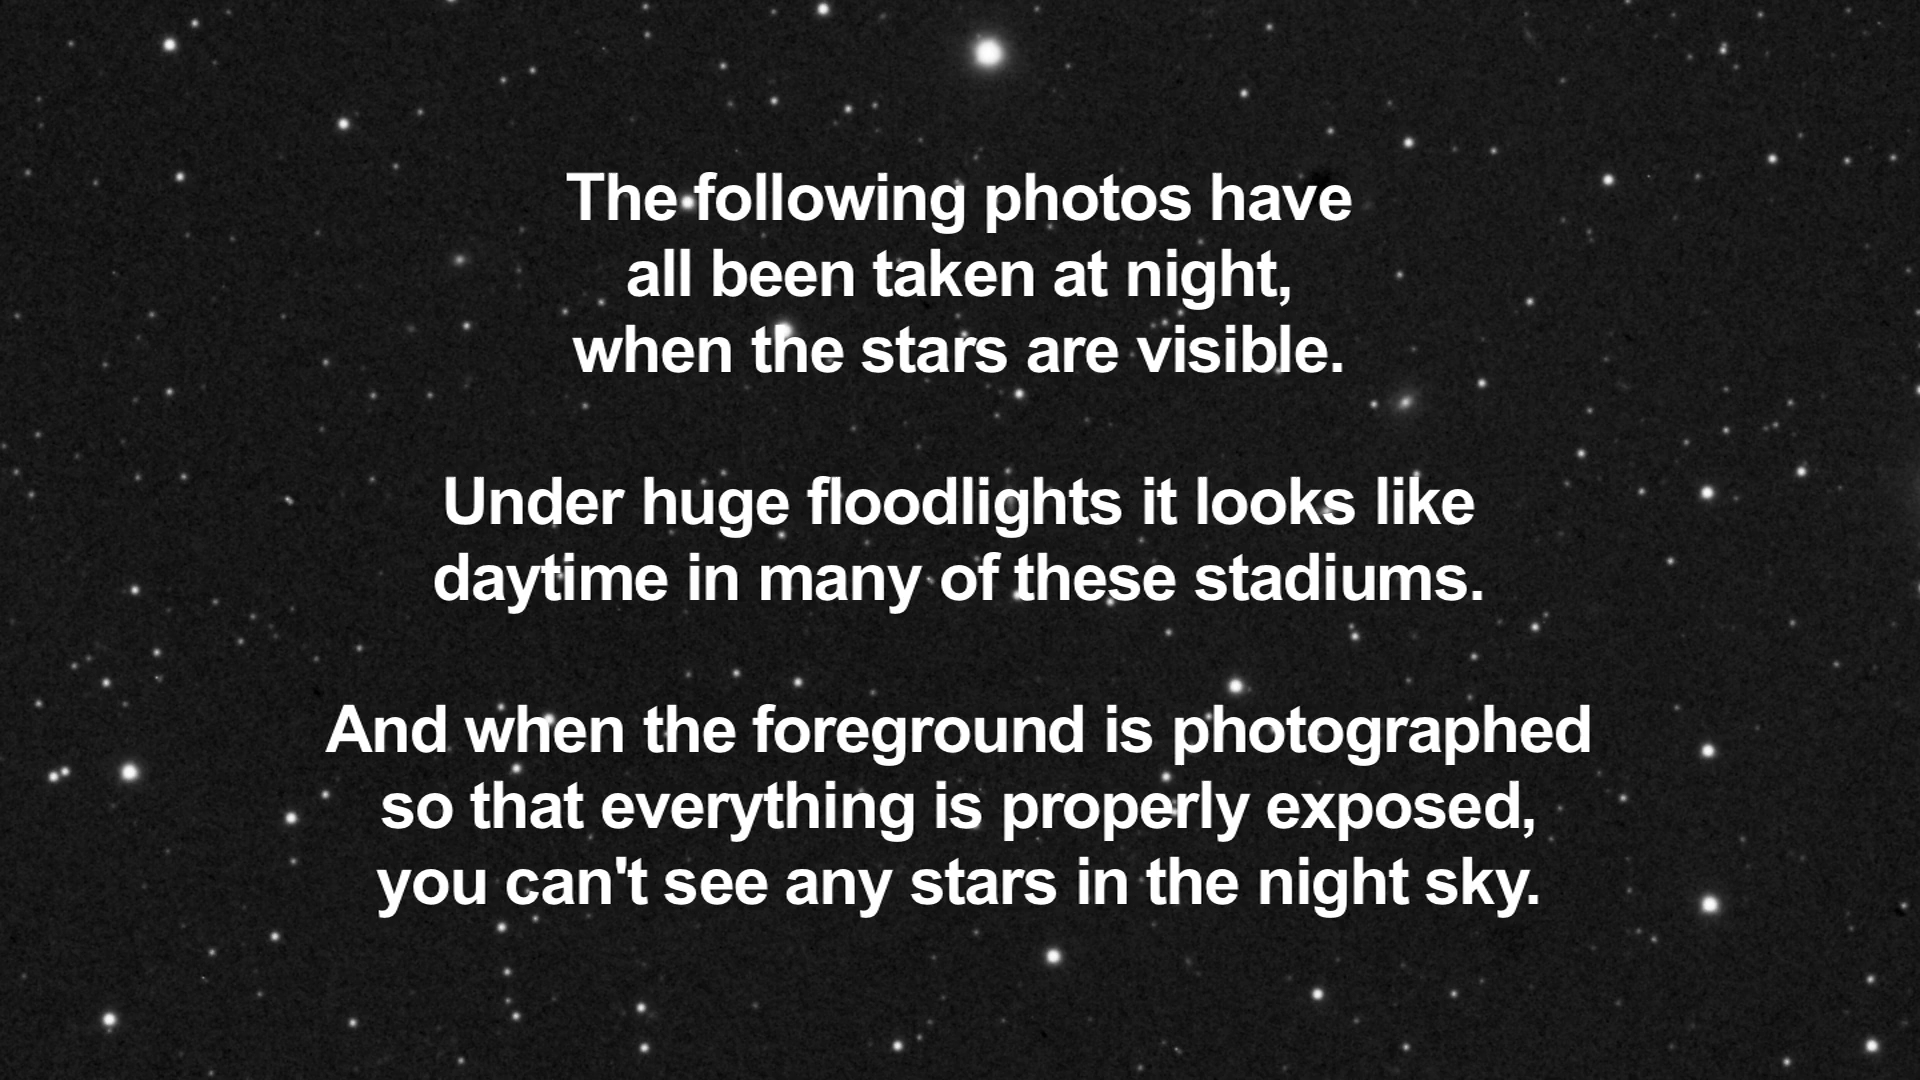 The following photos have
all been taken at night,
when the stars are visible.
Under huge floodlights it looks like
daytime in many of these stadiums.
And when the foreground is photographed
so that everything is properly exposed,
you can't see any stars in the night sky.